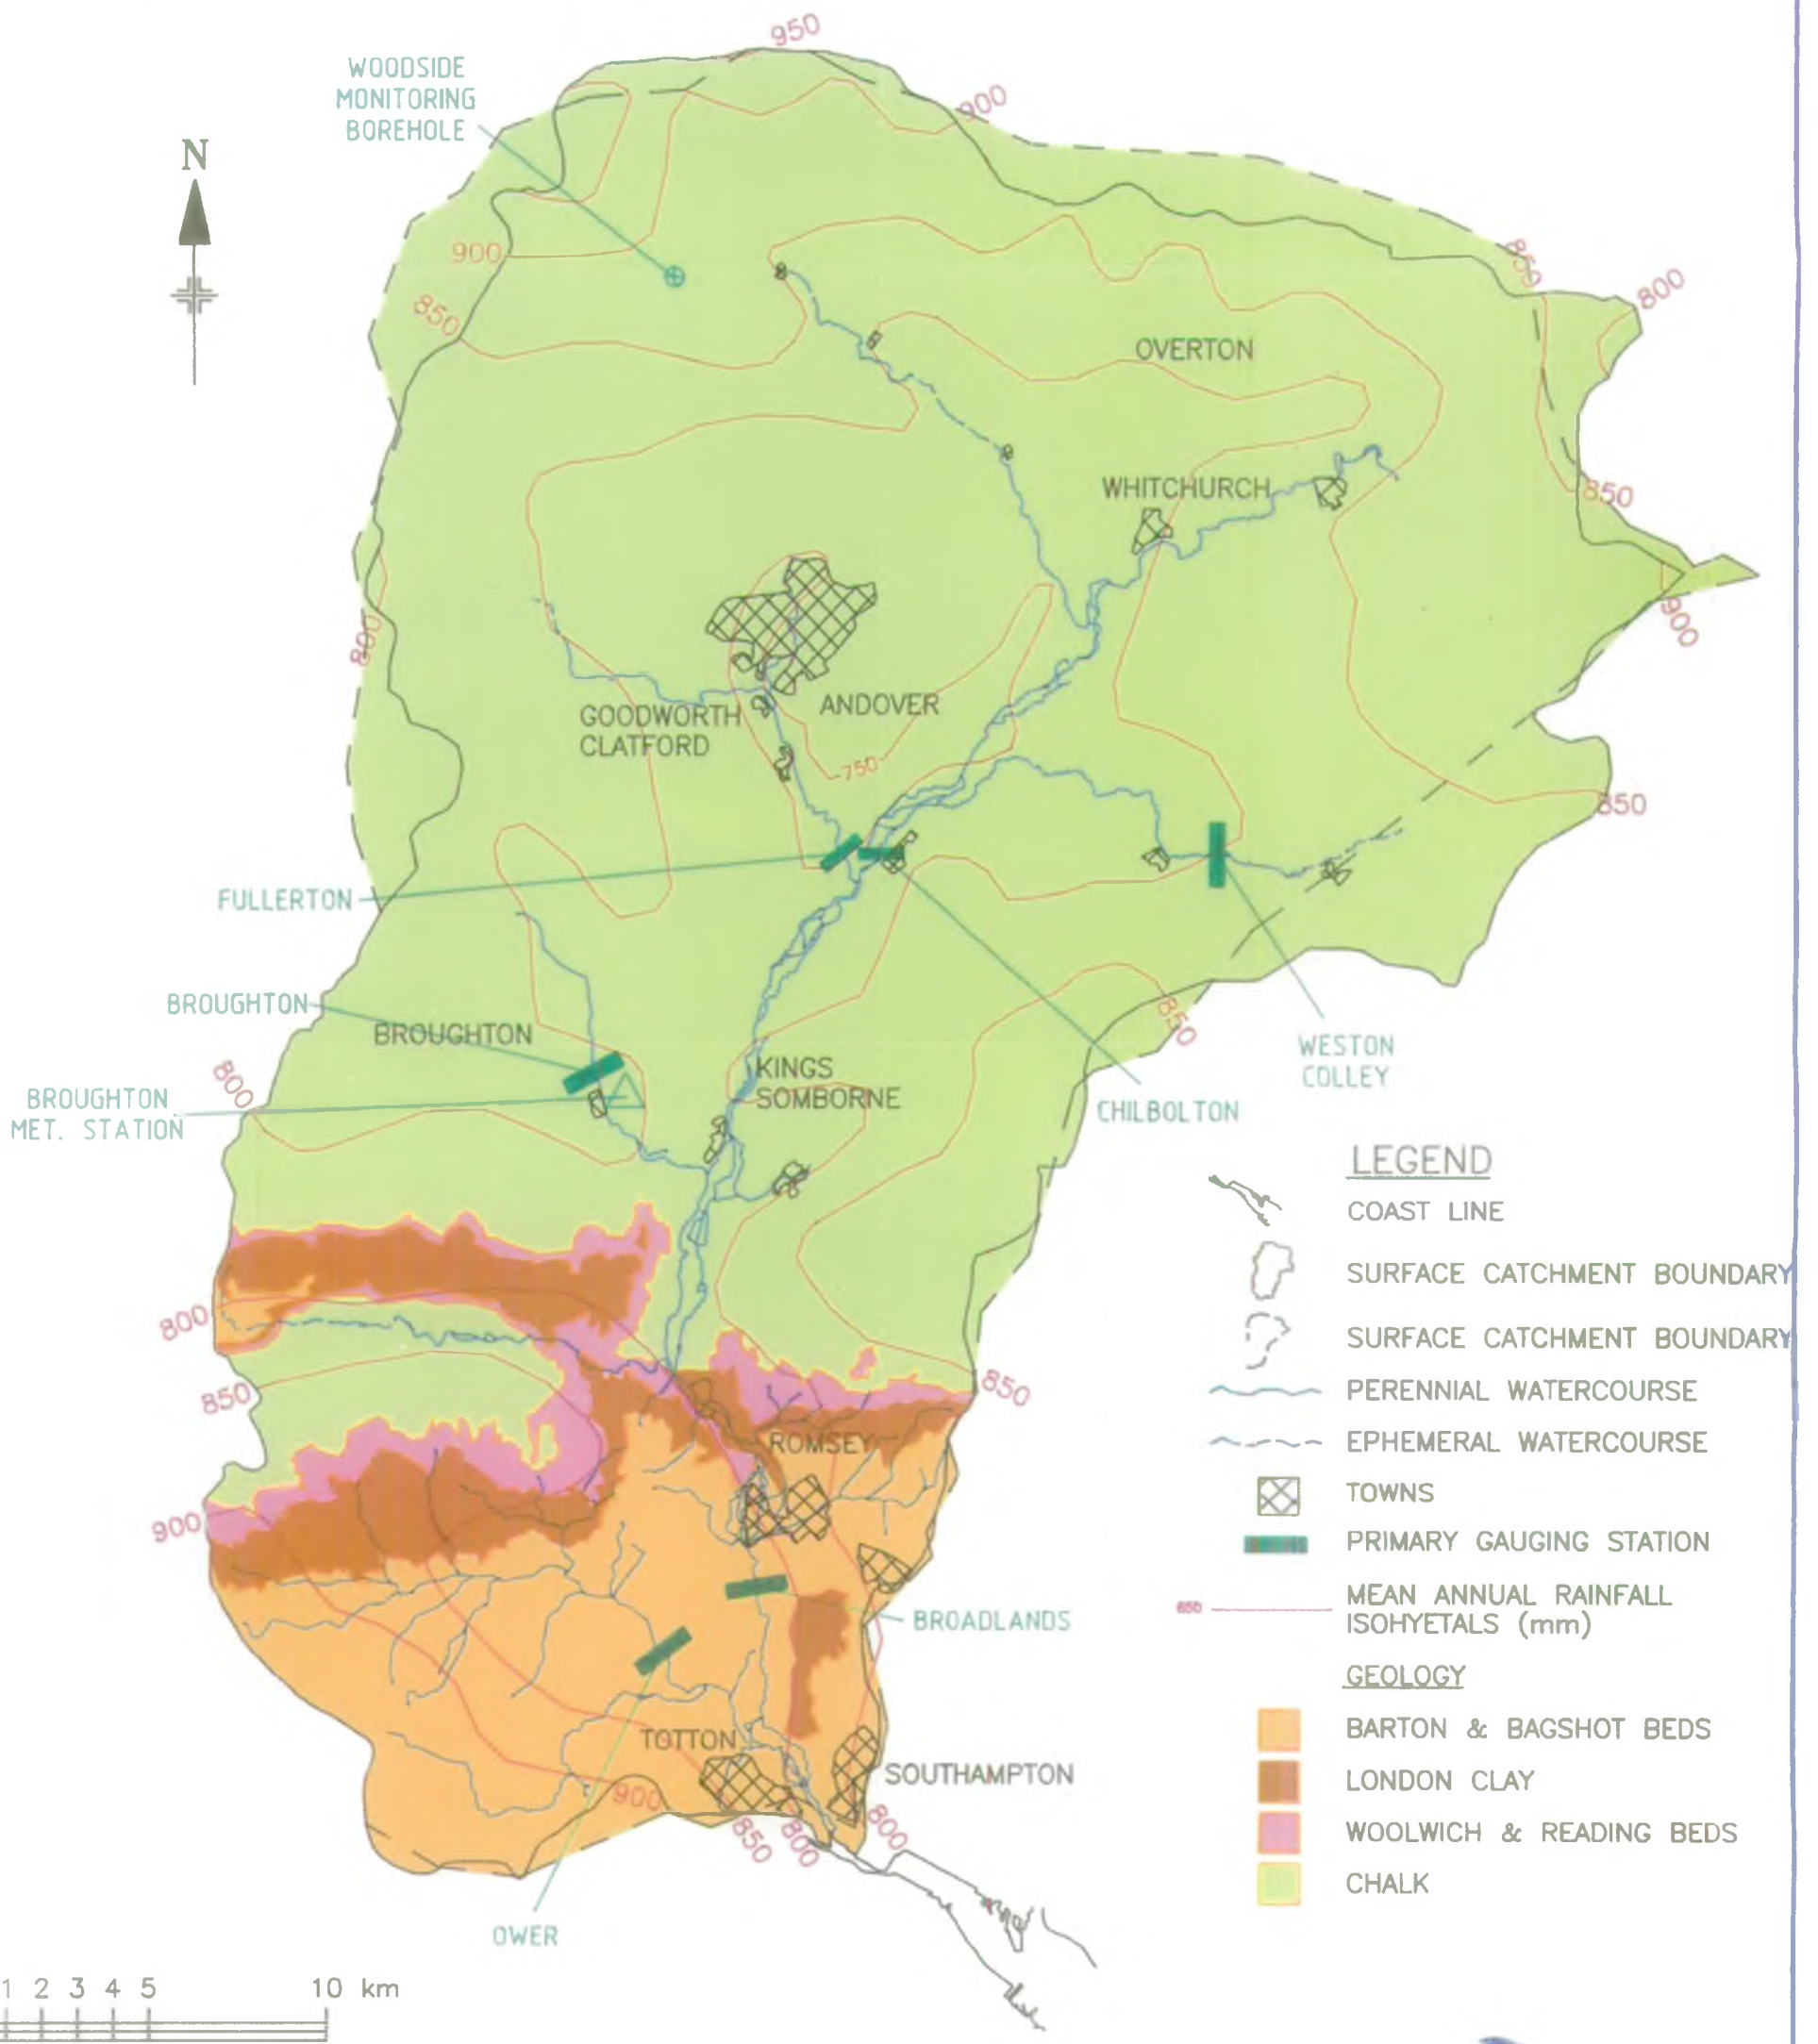 950
WOODSIDE
MONITORING
BOREHOLE
900
N
900
850
800
850
OVERTON
850
WHITCHURCH
850
900
800
ANDOVER
GOODWORTH
CLATFORD
750
850
FULLERTON
BROUGHTON
BROUGHTON
850
WESTON
COLLEY
KINGS
SOMBORNE
800
BROUGHTON
MET. STATION
CHILBOLTON
LEGEND
COAST LINE
SURFACE CATCHMENT BOUNDARY
SURFACE CATCHMENT BOUNDARY
PERENNIAL WATERCOURSE
EPHEMERAL WATERCOURSE
TOWNS
PRIMARY GAUGING STATION
650
MEAN ANNUAL RAINFALL
ISOHYETALS (mm)
GEOLOGY
BARTON & BAGSHOT BEDS
LONDON CLAY
WOOLWICH & READING BEDS
CHALK
800
850
850
ROMSEY
900
BROADLANDS
TOTTON
SOUTHAMPTON
900
850
800
800
OWER
1 2 3 4 5 10 km